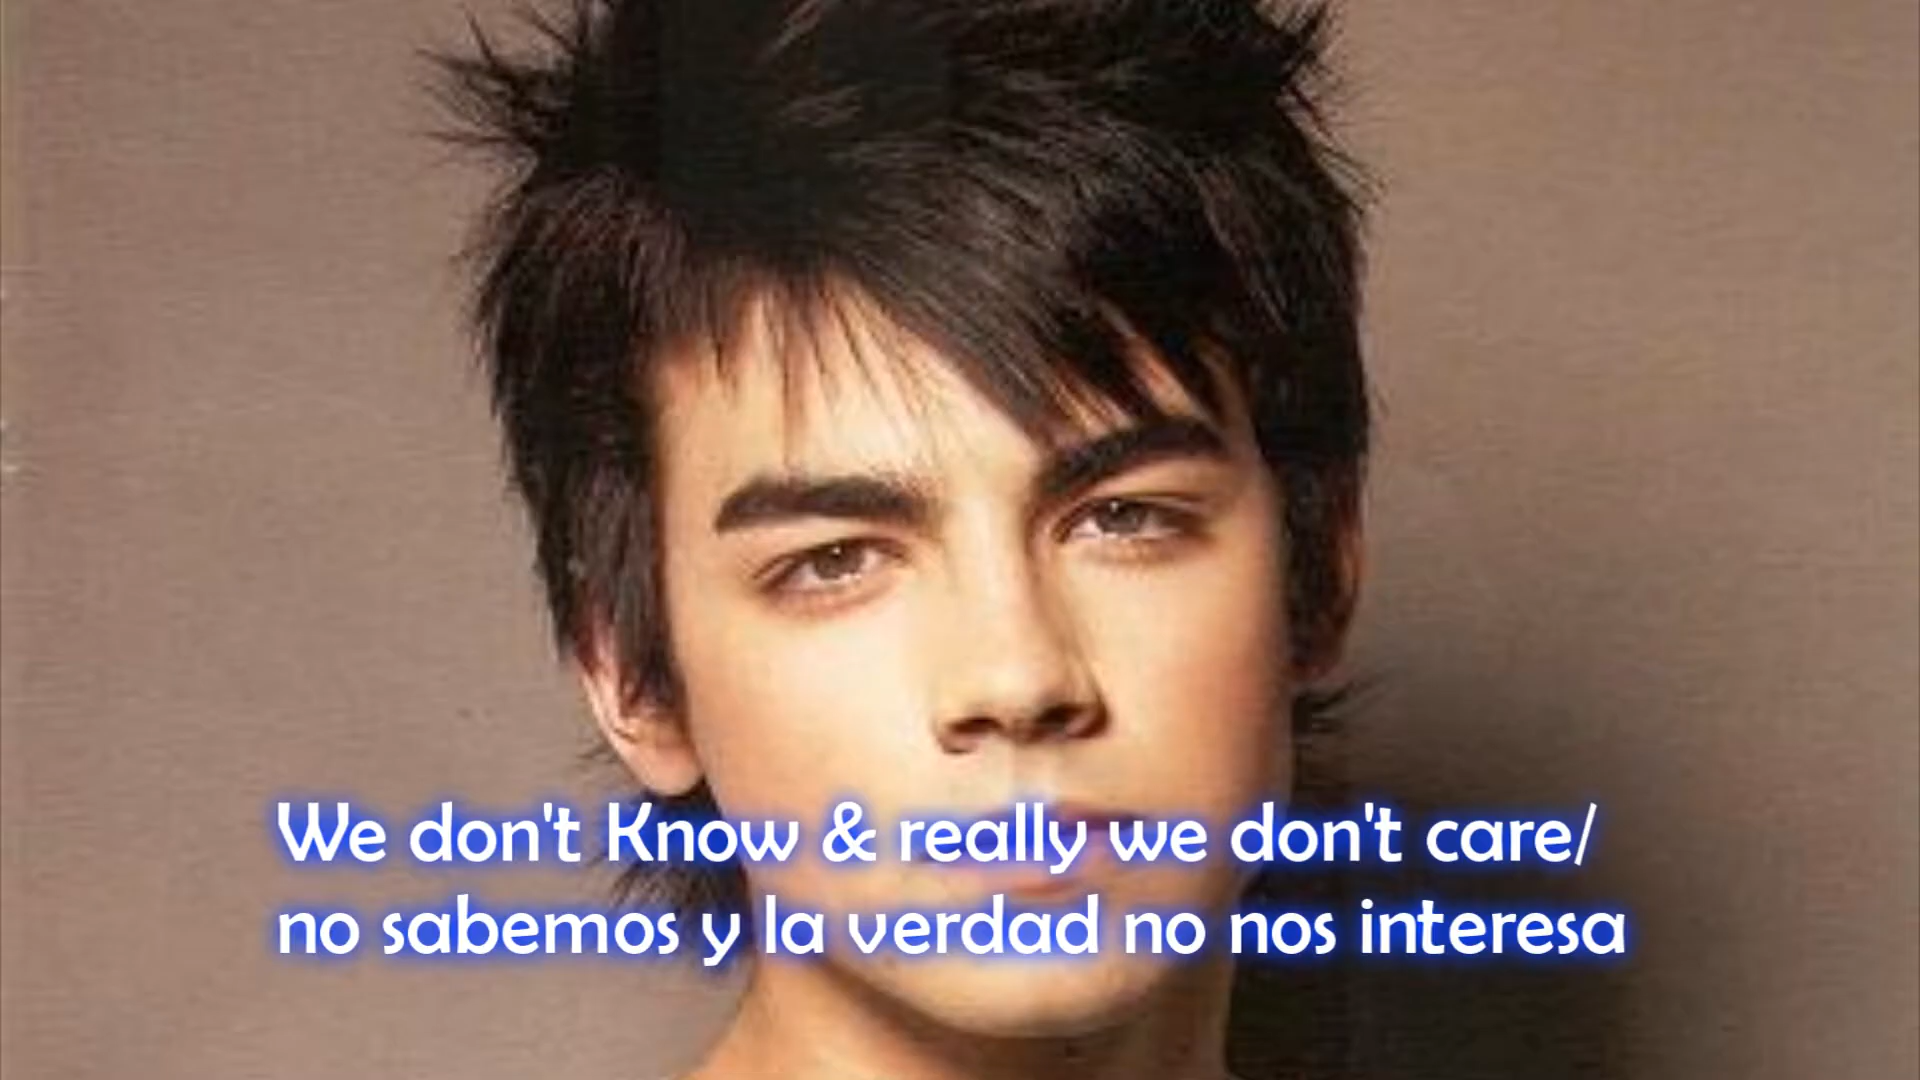 We don't Know & really we don't care/
no sabemos y la verdad no nos interesa